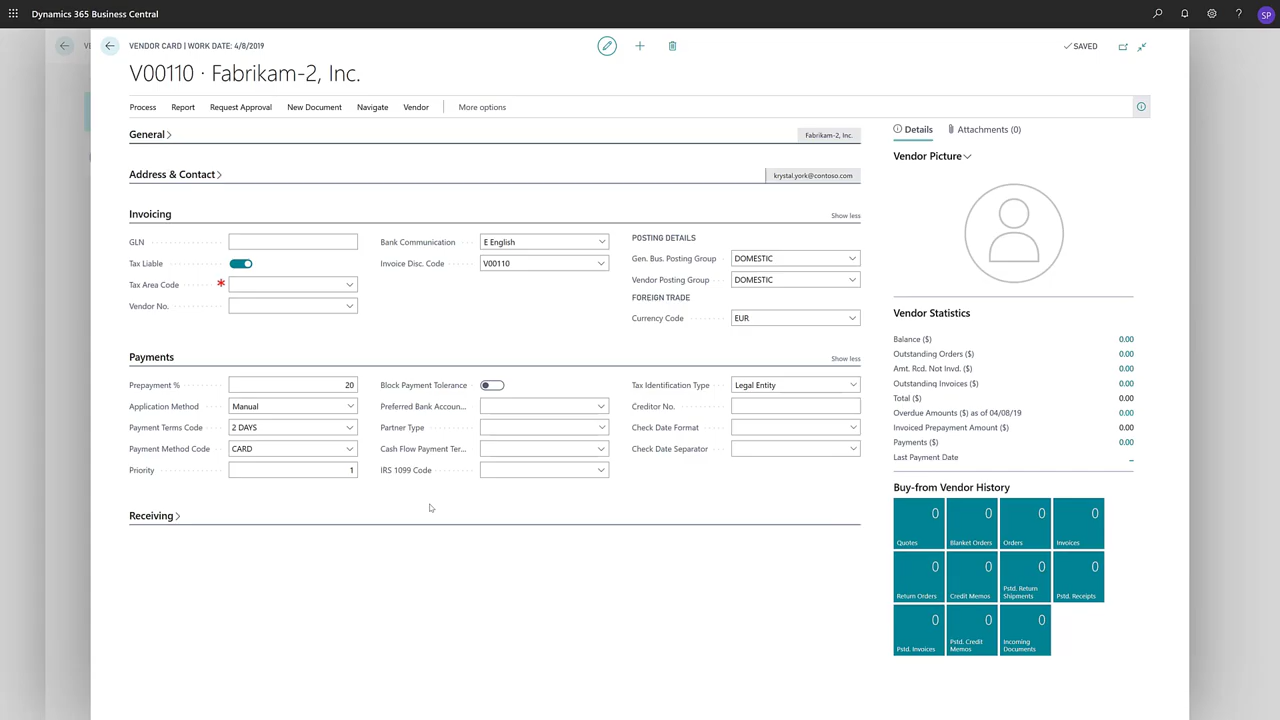 Dynamics 365 Business Central
SP
VENDOR CARD | WORK DATE: 4/8/2019
SAVED
V00110 · Fabrikam-2, Inc.
Process Report Request Approval New Document Navigate Vendor More options
General
Fabrikam-2, Inc.
Address & Contact
krystal.york@contoso.com
Invoicing
Show less
GLN
Tax Liable
Tax Area Code *
Vendor No.
Bank Communication E English
Invoice Disc. Code V00110
POSTING DETAILS
Gen. Bus. Posting Group DOMESTIC
Vendor Posting Group DOMESTIC
FOREIGN TRADE
Currency Code EUR
Payments
Show less
Prepayment % 20
Application Method Manual
Payment Terms Code 2 DAYS
Payment Method Code CARD
Priority 1
Block Payment Tolerance
Preferred Bank Accoun...
Partner Type
Cash Flow Payment Ter...
IRS 1099 Code
Tax Identification Type Legal Entity
Creditor No.
Check Date Format
Check Date Separator
Receiving
Details Attachments (0)
Vendor Picture
Vendor Statistics
Balance ($) 0.00
Outstanding Orders ($) 0.00
Amt. Rcd. Not Invd. ($) 0.00
Outstanding Invoices ($) 0.00
Total ($) 0.00
Overdue Amounts ($) as of 04/08/19 0.00
Invoiced Prepayment Amount ($) 0.00
Payments ($) 0.00
Last Payment Date _
Buy-from Vendor History
0 0 0 0
Quotes Blanket Orders Orders Invoices
0 0 0 0
Return Orders Credit Memos Pstd. Return Shipments Pstd. Receipts
0 0 0
Pstd. Invoices Pstd. Credit Memos Incoming Documents